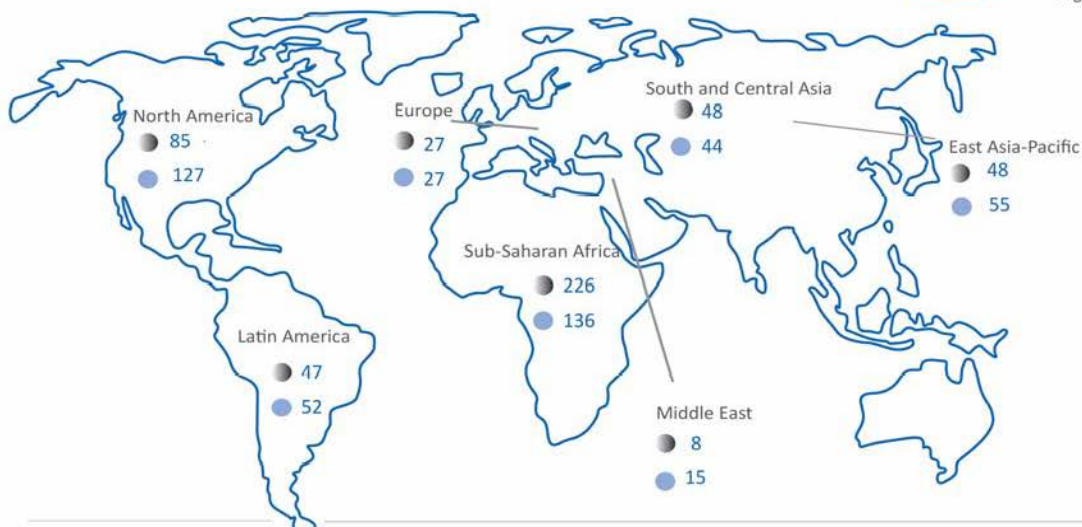 North America
85
127
Europe
27
27
South and Central Asia
48
44
East Asia-Pacific
48
55
Sub-Saharan Africa
226
136
Latin America
47
52
Middle East
8
15